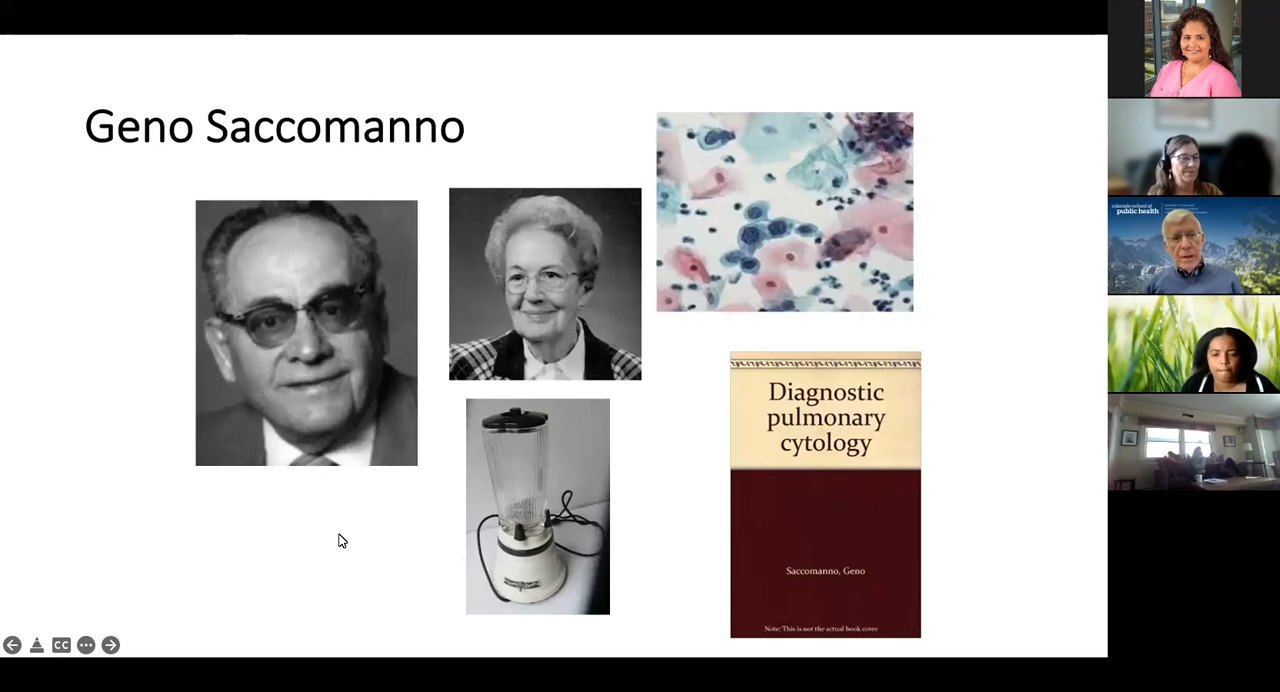 Geno Saccomanno
Diagnostic
pulmonary
cytology
Saccomanno, Geno
Note: This is not the actual book cover
CC
colorado school of
public health